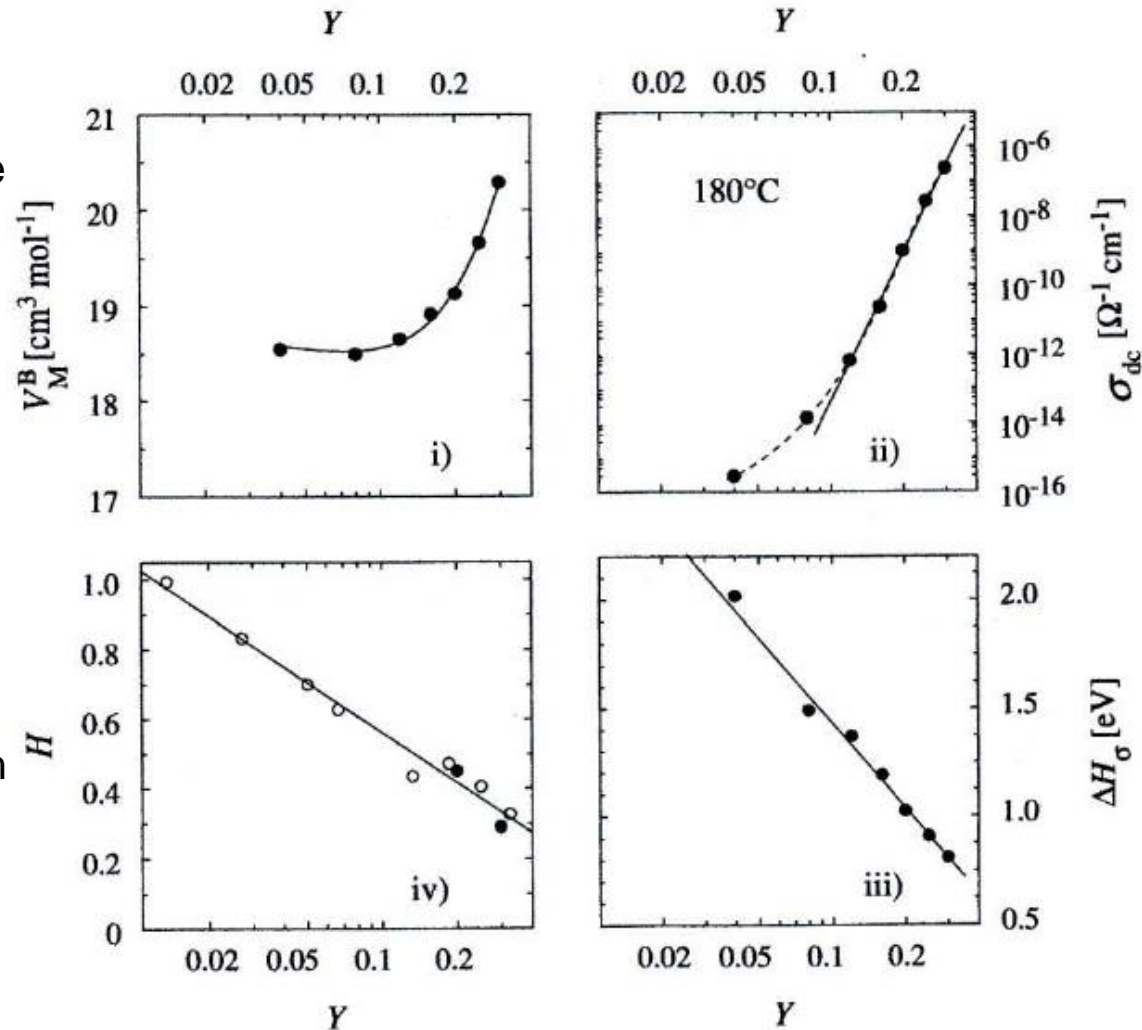 Y
0.02 0.05 0.1 0.2
21
20
19
18
17
V_M^B [cm³ mol⁻¹]
i)
Y
0.02 0.05 0.1 0.2
180°C
10⁻⁶
10⁻⁸
10⁻¹⁰
10⁻¹²
10⁻¹⁴
10⁻¹⁶
σ_dc [Ω⁻¹ cm⁻¹]
ii)
1.0
0.8
0.6
0.4
0.2
0
H
iv)
0.02 0.05 0.1 0.2
Y
2.0
1.5
1.0
0.5
ΔH_σ [eV]
iii)
0.02 0.05 0.1 0.2
Y